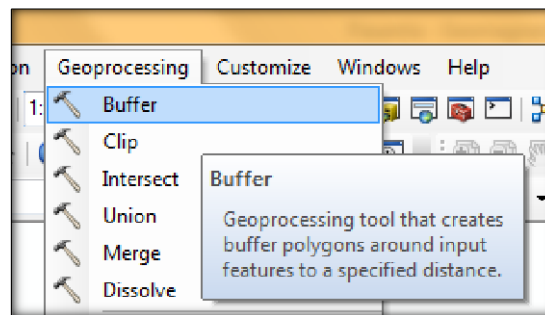 Geoprocessing Customize Windows Help
1:
Buffer
Clip
Intersect
Union
Merge
Dissolve
Buffer
Geoprocessing tool that creates
buffer polygons around input
features to a specified distance.